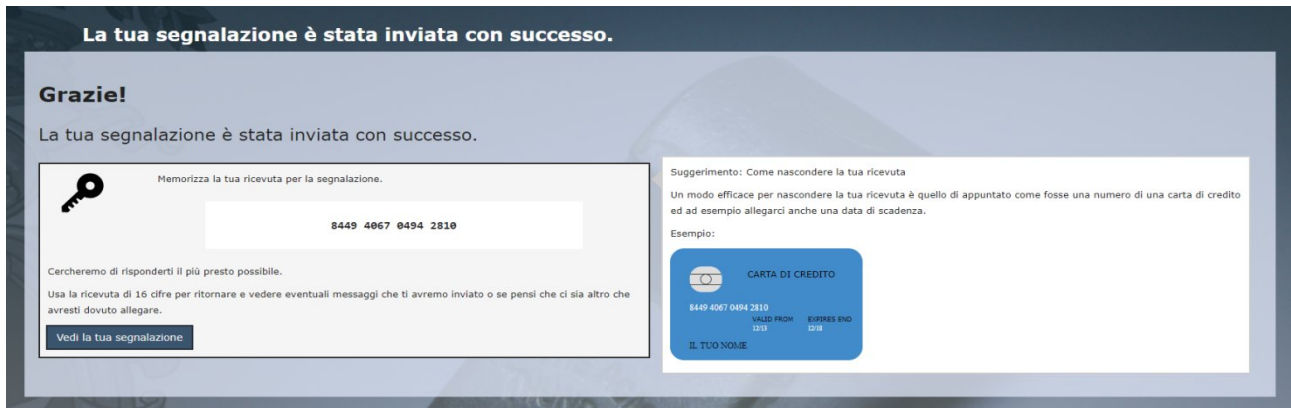 La tua segnalazione è stata inviata con successo.
Grazie!
La tua segnalazione è stata inviata con successo.
Memorizza la tua ricevuta per la segnalazione.
8449 4067 0494 2810
Cercheremo di risponderti il più presto possibile.
Usa la ricevuta di 16 cifre per ritornare e vedere eventuali messaggi che ti avremo inviato o se pensi che ci sia altro che
avresti dovuto allegare.
Vedi la tua segnalazione
Suggerimento: Come nascondere la tua ricevuta
Un modo efficace per nascondere la tua ricevuta è quello di appuntato come fosse una numero di una carta di credito
ed ad esempio allegarci anche una data di scadenza.
Esempio:
CARTA DI CREDITO
8449 4067 0494 2810
VALID FROM EXPIRES END
12/13 12/18
IL TUO NOME